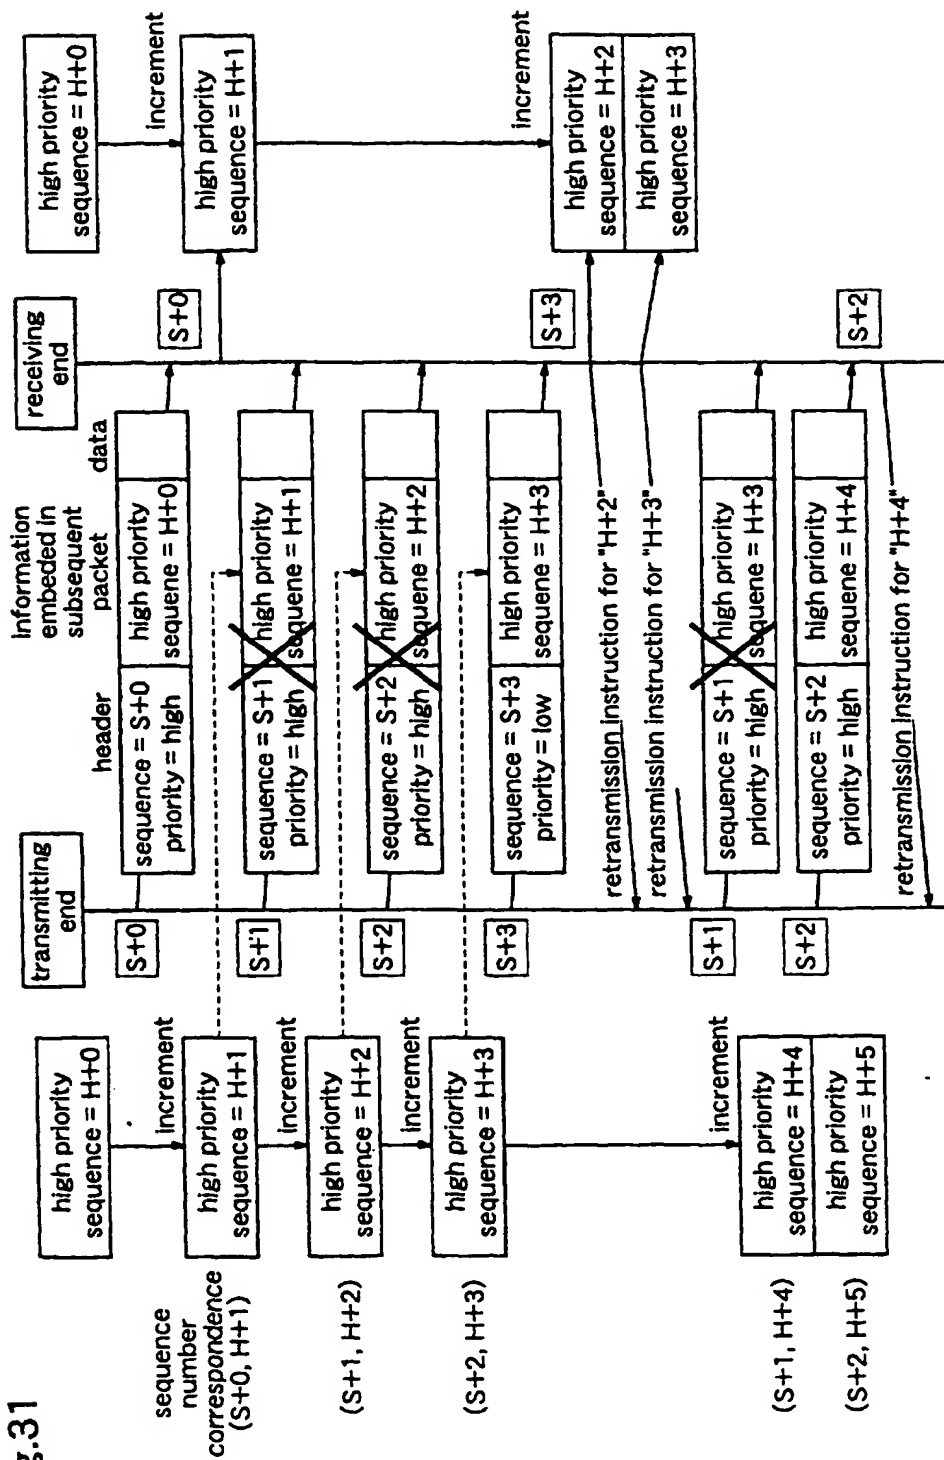 g.31
transmitting
end
header
information
embeded in
subsequent
packet
data
receiving
end
high priority
sequence = H+0
S+0
sequence = S+0
priority = high
high priority
sequene = H+0
S+0
high priority
sequence = H+0
increment
increment
sequence
number
correspondence
(S+0, H+1)
high priority
sequence = H+1
S+1
sequence = S+1
priority = high
high priority
sequene = H+1
high priority
sequence = H+1
increment
(S+1, H+2)
high priority
sequence = H+2
S+2
sequence = S+2
priority = high
high priority
sequene = H+2
increment
(S+2, H+3)
high priority
sequence = H+3
S+3
sequence = S+3
priority = low
high priority
sequene = H+3
S+3
increment
high priority
sequence = H+2
high priority
sequence = H+3
retransmission instruction for "H+2"
retransmission instruction for "H+3"
increment
(S+1, H+4)
high priority
sequence = H+4
S+1
sequence = S+1
priority = high
high priority
sequene = H+3
(S+2, H+5)
high priority
sequence = H+5
S+2
sequence = S+2
priority = high
high priority
sequene = H+4
S+2
retransmission instruction for "H+4"